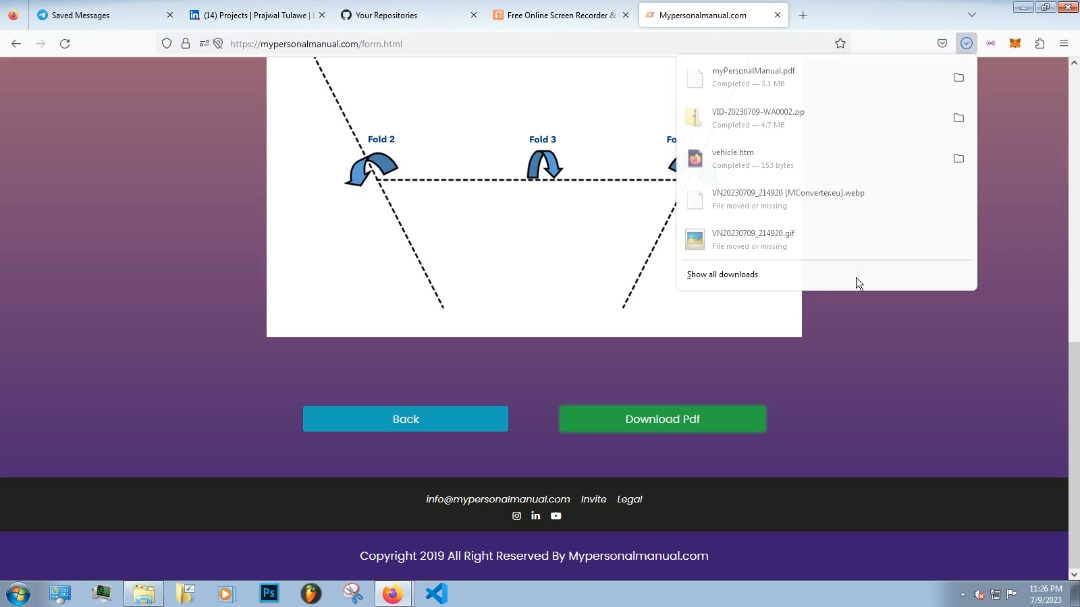 Saved Messages
(14) Projects | Prajwal Tulawe | L
Your Repositories
Free Online Screen Recorder &
Mypersonalmanual.com
https://mypersonalmanual.com/form.html
myPersonalManual.pdf
Completed — 3.1 MB
VID-20230709-WA0002.zip
Completed — 4.7 MB
vehicle.htm
Completed — 153 bytes
VN20230709_214920 [MConverter.eu].webp
File moved or missing
VN20230709_214920.gif
File moved or missing
Show all downloads
Fold 2
Fold 3
Fo
Back
Download Pdf
info@mypersonalmanual.com Invite Legal
Copyright 2019 All Right Reserved By Mypersonalmanual.com
Ps
11:26 PM
7/9/2023